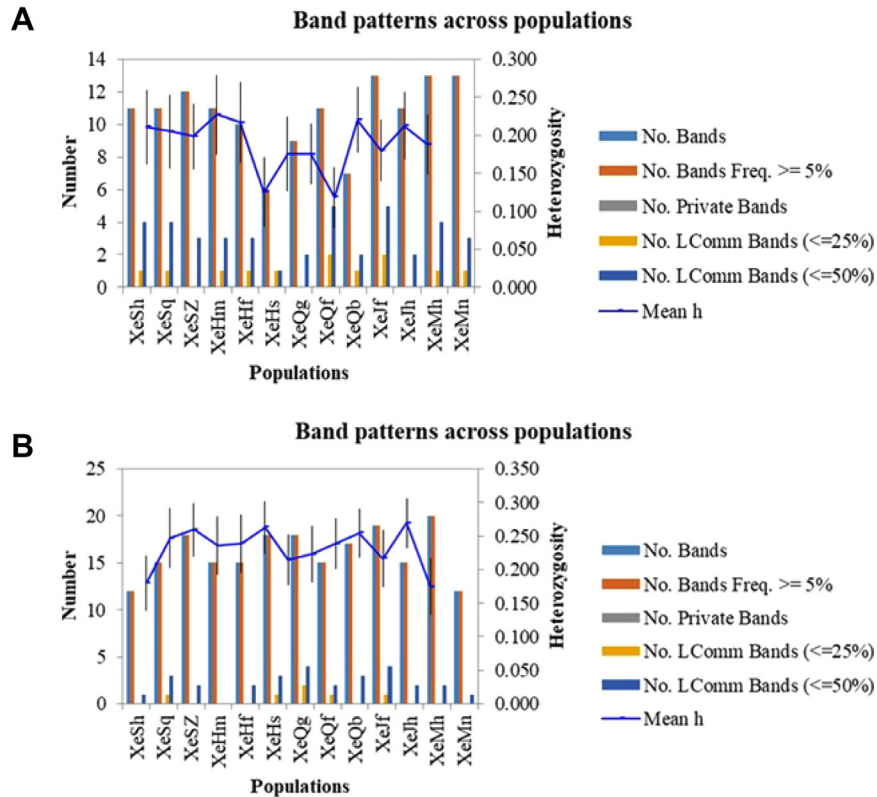 A
Band patterns across populations
14
12
10
8
6
4
2
0
Number
0.300
0.250
0.200
0.150
0.100
0.050
0.000
Heterozygosity
XeSh
XeSq
XeSZ
XeHm
XeHf
XeHs
XeQg
XeQf
XeQb
XeJf
XeJh
XeMh
XeMn
Populations
No. Bands
No. Bands Freq. >= 5%
No. Private Bands
No. LComm Bands (<=25%)
No. LComm Bands (<=50%)
Mean h
B
Band patterns across populations
25
20
15
10
5
0
Number
0.350
0.300
0.250
0.200
0.150
0.100
0.050
0.000
Heterozygosity
XeSh
XeSq
XeSZ
XeHm
XeHf
XeHs
XeQg
XeQf
XeQb
XeJf
XeJh
XeMh
XeMn
Populations
No. Bands
No. Bands Freq. >= 5%
No. Private Bands
No. LComm Bands (<=25%)
No. LComm Bands (<=50%)
Mean h